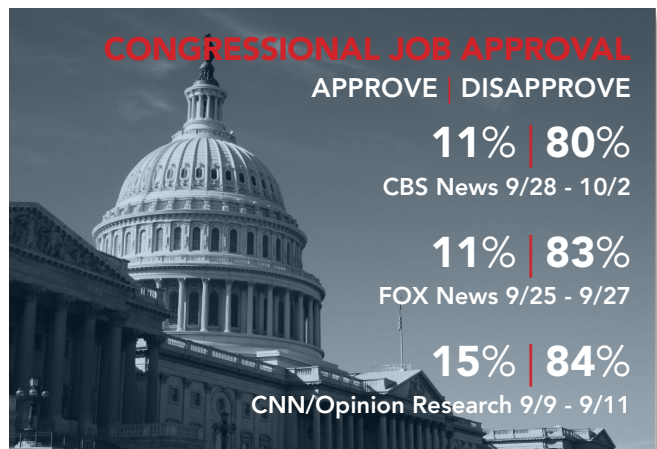 CONGRESSIONAL JOB APPROVAL
APPROVE | DISAPPROVE
11% | 80%
CBS News 9/28 - 10/2
11% | 83%
FOX News 9/25 - 9/27
15% | 84%
CNN/Opinion Research 9/9 - 9/11